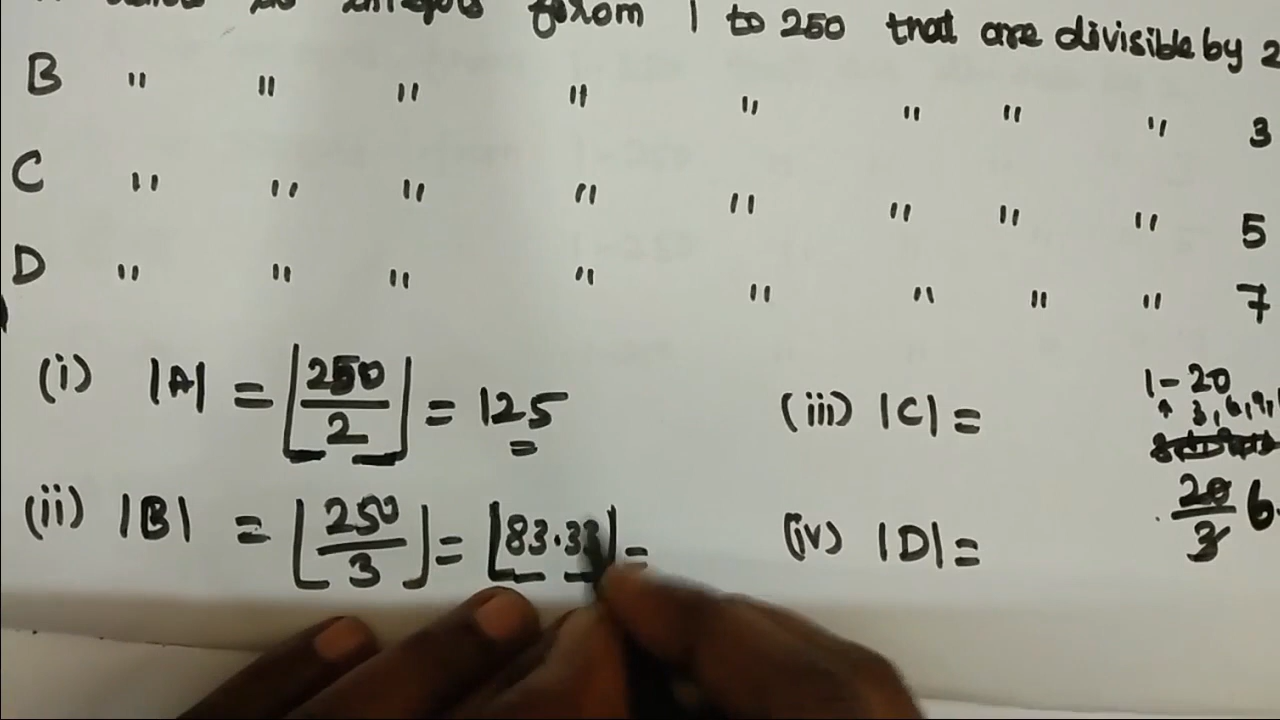 integers from 1 to 250 that are divisible by 2
B " " " " " " " " 3
C " " " " " " " " 5
D " " " " " " " " 7
(i) |A| = ⌊250/2⌋ = 125
(iii) |C| =
1-20
3, 6, 9,
(ii) |B| = ⌊250/3⌋ = ⌊83.33⌋ =
(iv) |D| =
20/3 6.